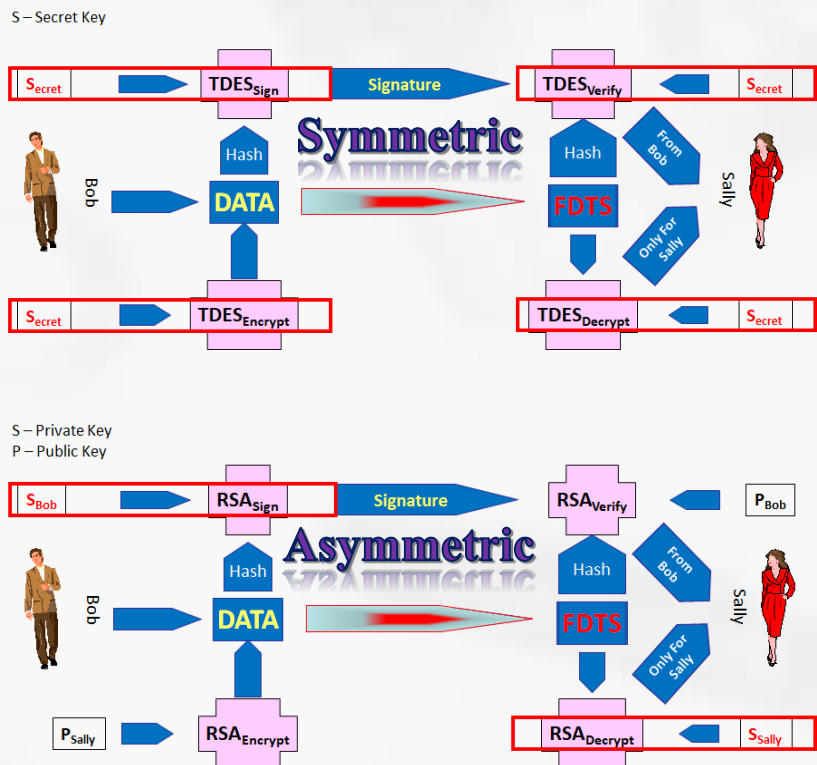 S – Secret Key
Secret
TDESSign
Signature
TDESVerify
Secret
Hash
Symmetric
Hash
From
Bob
Bob
DATA
FDTS
Sally
Only For
Sally
Secret
TDESEncrypt
TDESDecrypt
Secret
S – Private Key
P – Public Key
SBob
RSASign
Signature
RSAVerify
PBob
Hash
Asymmetric
Hash
From
Bob
Bob
DATA
FDTS
Sally
Only For
Sally
PSally
RSAEncrypt
RSADecrypt
SSally